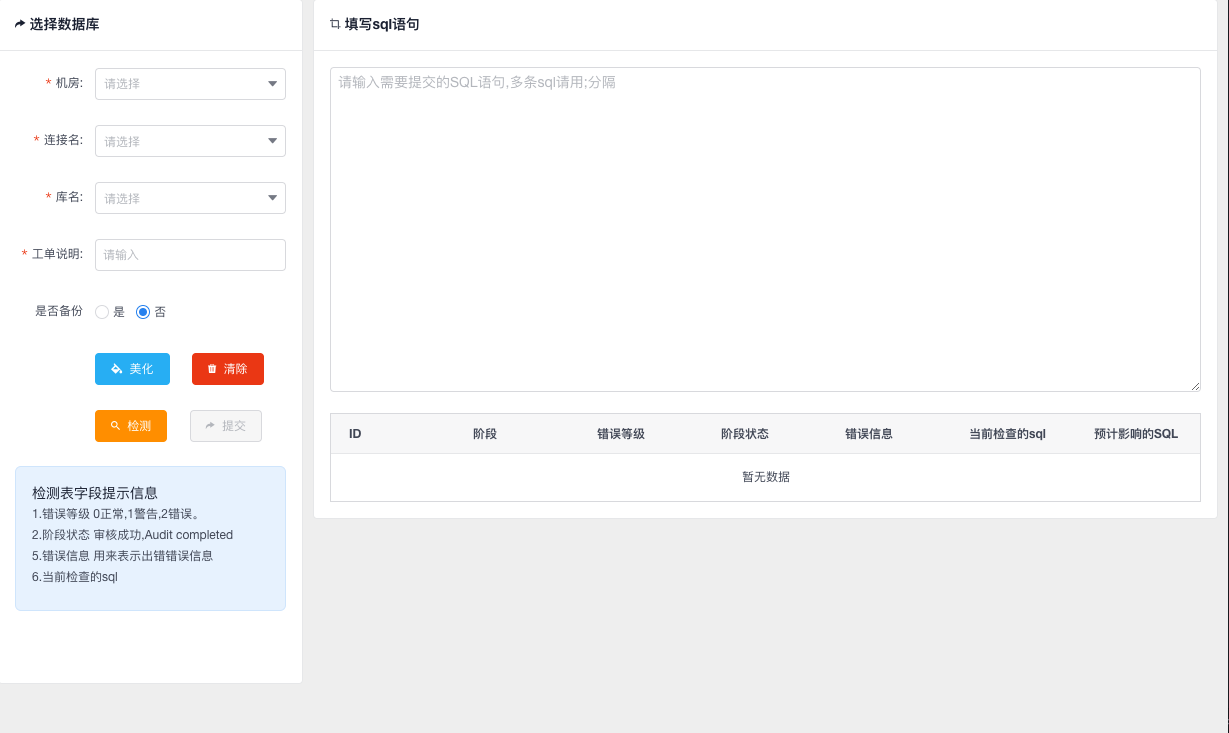 选择数据库
* 机房: 请选择
* 连接名: 请选择
* 库名: 请选择
* 工单说明: 请输入
是否备份 是 否
美化 清除
检测 提交
检测表字段提示信息
1.错误等级 0正常,1警告,2错误。
2.阶段状态 审核成功,Audit completed
5.错误信息 用来表示出错错误信息
6.当前检查的sql
填写sql语句
请输入需要提交的SQL语句,多条sql请用;分隔
ID 阶段 错误等级 阶段状态 错误信息 当前检查的sql 预计影响的SQL
暂无数据